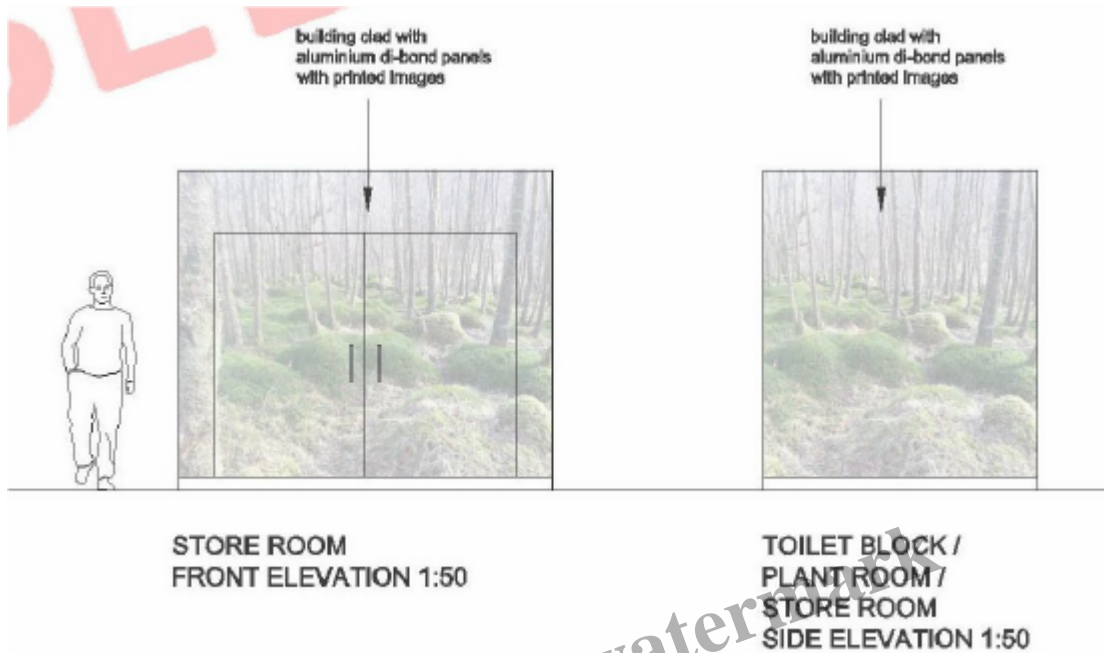 building clad with
aluminium di-bond panels
with printed images
building clad with
aluminium di-bond panels
with printed images
STORE ROOM
FRONT ELEVATION 1:50
TOILET BLOCK /
PLANT ROOM /
STORE ROOM
SIDE ELEVATION 1:50
watermark